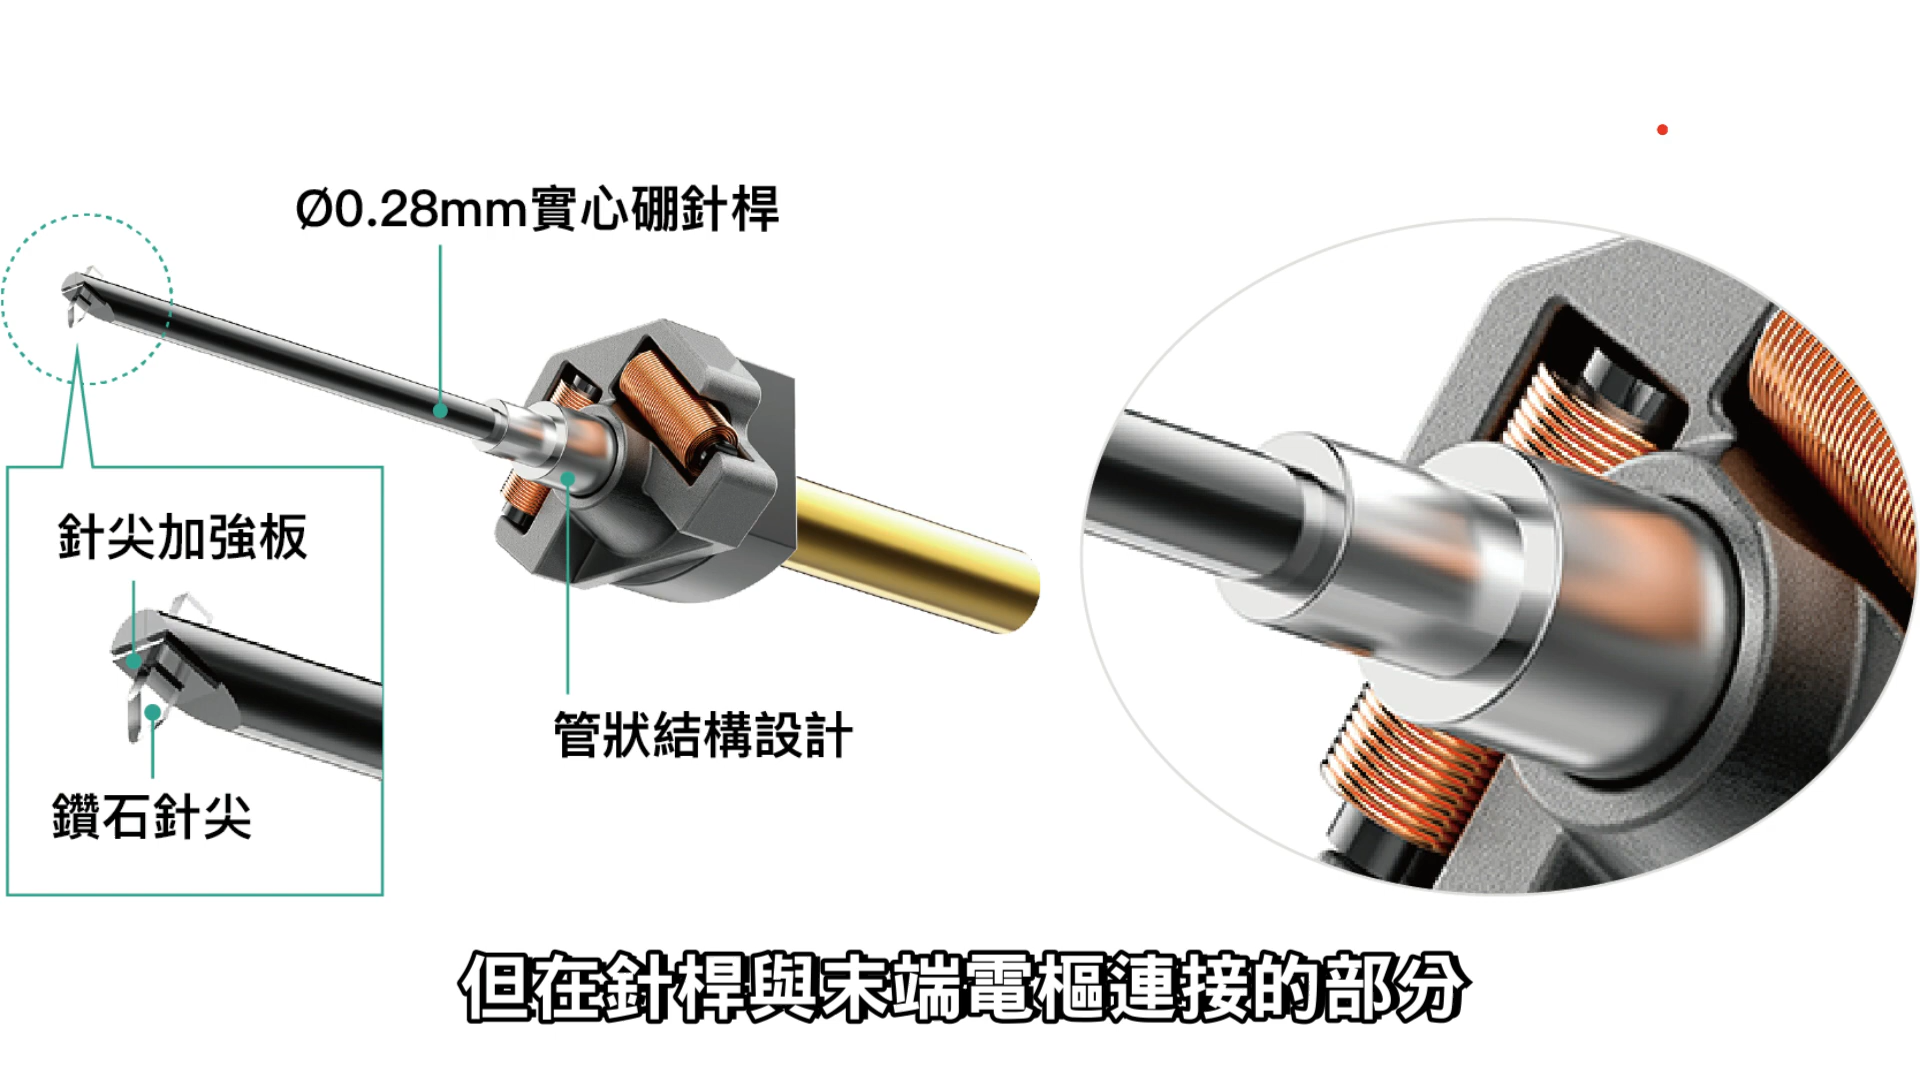 Ø0.28mm實心硼針桿
針尖加強板
鑽石針尖
管狀結構設計
但在針桿與末端電樞連接的部分